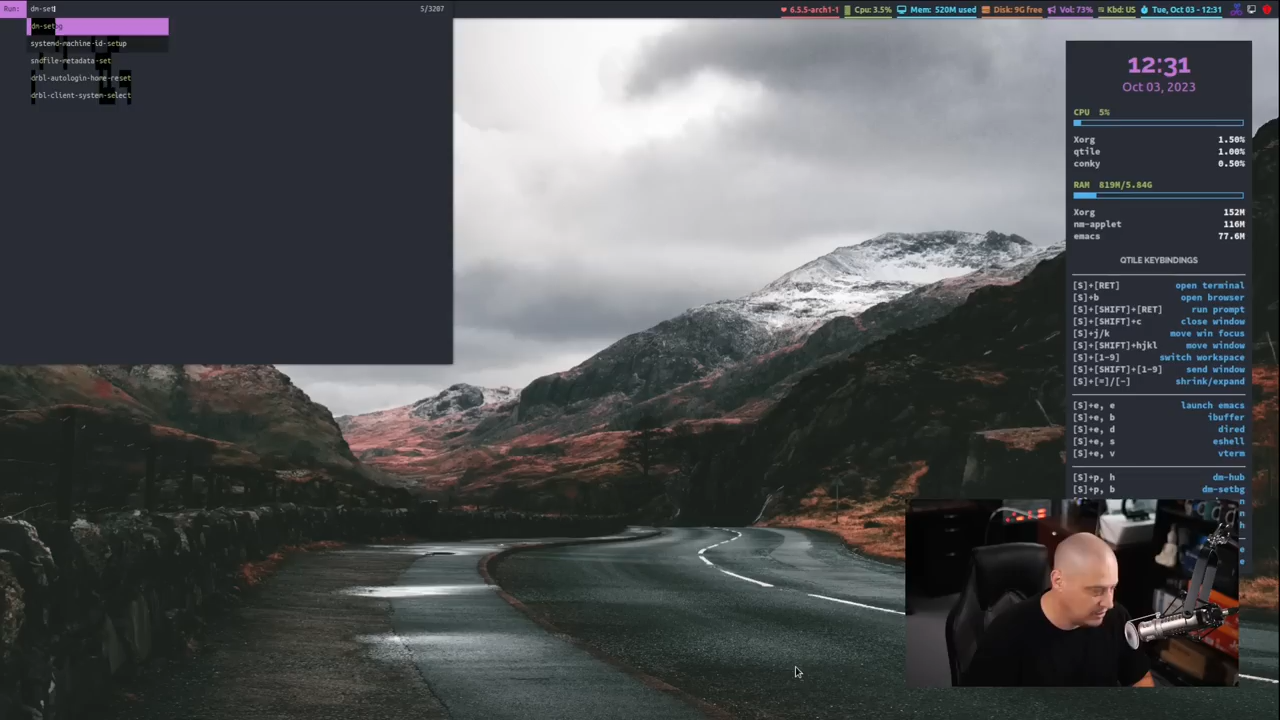 Run: dm-set 5/3207
dm-setbg
systemd-machine-id-setup
sndfile-metadata-set
drbl-autologin-home-reset
drbl-client-system-select
6.5.5-arch1-1 Cpu: 3.5% Mem: 520M used Disk: 9G free Vol: 73% Kbd: US Tue, Oct 03 - 12:31
12:31
Oct 03, 2023
CPU 5%
Xorg 1.50%
qtile 1.00%
conky 0.50%
RAM 819M/5.84G
Xorg 152M
nm-applet 116M
emacs 77.6M
QTILE KEYBINDINGS
[S]+[RET] open terminal
[S]+b open browser
[S]+[SHIFT]+[RET] run prompt
[S]+[SHIFT]+c close window
[S]+j/k move win focus
[S]+[SHIFT]+hjkl move window
[S]+[1-9] switch workspace
[S]+[SHIFT]+[1-9] send window
[S]+[=]/[-] shrink/expand
[S]+e, e launch emacs
[S]+e, b ibuffer
[S]+e, d dired
[S]+e, s eshell
[S]+e, v vterm
[S]+p, h dm-hub
[S]+p, b dm-setbg